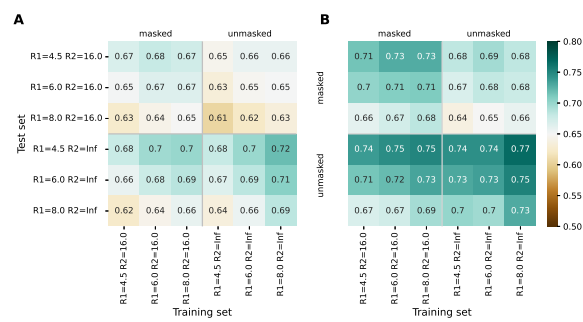 A
B
masked unmasked
masked unmasked
R1=4.5 R2=16.0 0.67 0.68 0.67 0.65 0.66 0.66
R1=6.0 R2=16.0 0.65 0.67 0.67 0.63 0.65 0.65
R1=8.0 R2=16.0 0.63 0.64 0.65 0.61 0.62 0.63
R1=4.5 R2=Inf 0.68 0.7 0.7 0.68 0.7 0.72
R1=6.0 R2=Inf 0.66 0.68 0.69 0.67 0.69 0.71
R1=8.0 R2=Inf 0.62 0.64 0.66 0.64 0.66 0.69
Test set
R1=4.5 R2=16.0
R1=6.0 R2=16.0
R1=8.0 R2=16.0
R1=4.5 R2=Inf
R1=6.0 R2=Inf
R1=8.0 R2=Inf
Training set
masked
unmasked
0.71 0.73 0.73 0.68 0.69 0.68
0.7 0.71 0.71 0.67 0.68 0.68
0.66 0.67 0.68 0.64 0.65 0.66
0.74 0.75 0.75 0.74 0.74 0.77
0.71 0.72 0.73 0.73 0.73 0.75
0.67 0.67 0.69 0.7 0.7 0.73
R1=4.5 R2=16.0
R1=6.0 R2=16.0
R1=8.0 R2=16.0
R1=4.5 R2=Inf
R1=6.0 R2=Inf
R1=8.0 R2=Inf
Training set
0.80
0.75
0.70
0.65
0.60
0.55
0.50